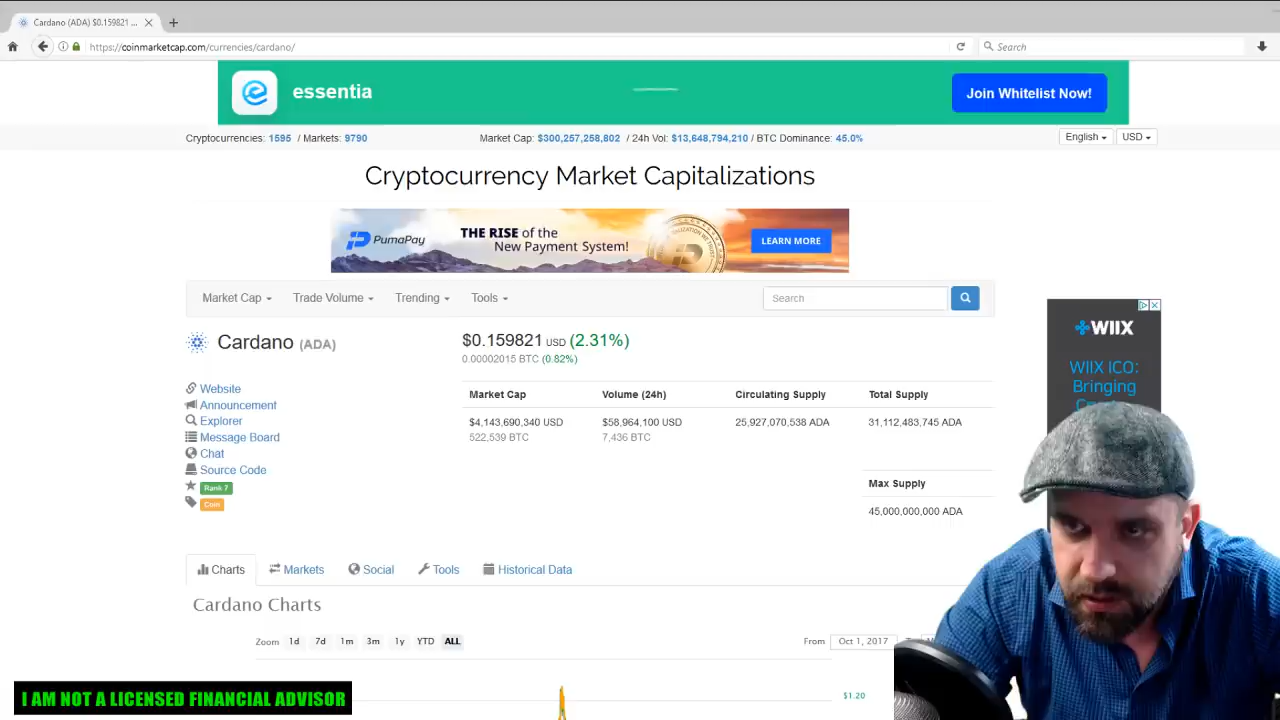 Cardano (ADA) $0.159821 ...
https://coinmarketcap.com/currencies/cardano/
Search
essentia
Join Whitelist Now!
Cryptocurrencies: 1595 / Markets: 9790
Market Cap: $300,257,258,802 / 24h Vol: $13,648,794,210 / BTC Dominance: 45.0%
English
USD
Cryptocurrency Market Capitalizations
PumaPay
THE RISE of the
New Payment System!
LEARN MORE
Market Cap
Trade Volume
Trending
Tools
Search
WIIX
WIIX ICO:
Bringing
Cardano (ADA)
$0.159821 USD (2.31%)
0.00002015 BTC (0.82%)
Website
Announcement
Explorer
Message Board
Chat
Source Code
Rank 7
Coin
Market Cap
Volume (24h)
Circulating Supply
Total Supply
$4,143,690,340 USD
$58,964,100 USD
25,927,070,538 ADA
31,112,483,745 ADA
522,539 BTC
7,436 BTC
Max Supply
45,000,000,000 ADA
Charts
Markets
Social
Tools
Historical Data
Cardano Charts
Zoom 1d 7d 1m 3m 1y YTD ALL
From Oct 1, 2017
$1.20
I AM NOT A LICENSED FINANCIAL ADVISOR